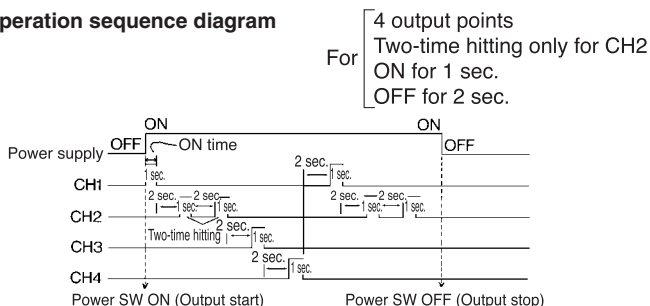 peration sequence diagram
For
4 output points
Two-time hitting only for CH2
ON for 1 sec.
OFF for 2 sec.
ON
ON
OFF
ON time
OFF
Power supply
2 sec.
1 sec.
1 sec.
CH1
2 sec.
2 sec.
2 sec.
2 sec.
1 sec.
1 sec.
1 sec.
1 sec.
CH2
Two-time hitting
2 sec.
1 sec.
CH3
2 sec.
1 sec.
CH4
Power SW ON (Output start)
Power SW OFF (Output stop)